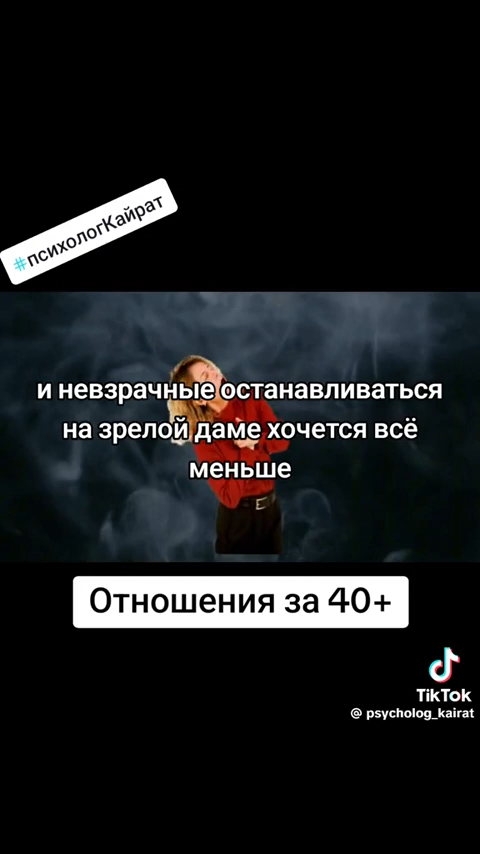 #психологКайрат
и невзрачные останавливаться
на зрелой даме хочется всё
меньше
Отношения за 40+
TikTok
@ psycholog_kairat